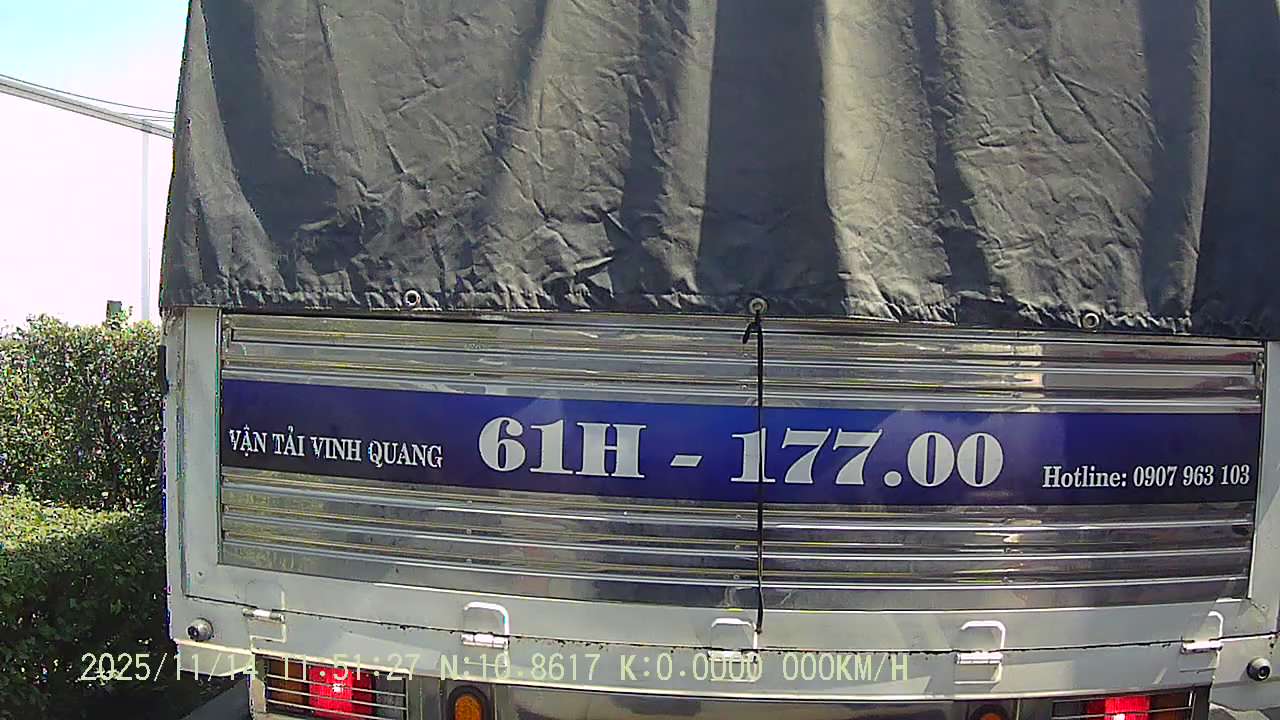 VẬN TẢI VINH QUANG 61H - 177.00 Hotline: 0907 963 103
2025/11/14 11:51:27 N:10.8617 K:0.0000 000KM/H